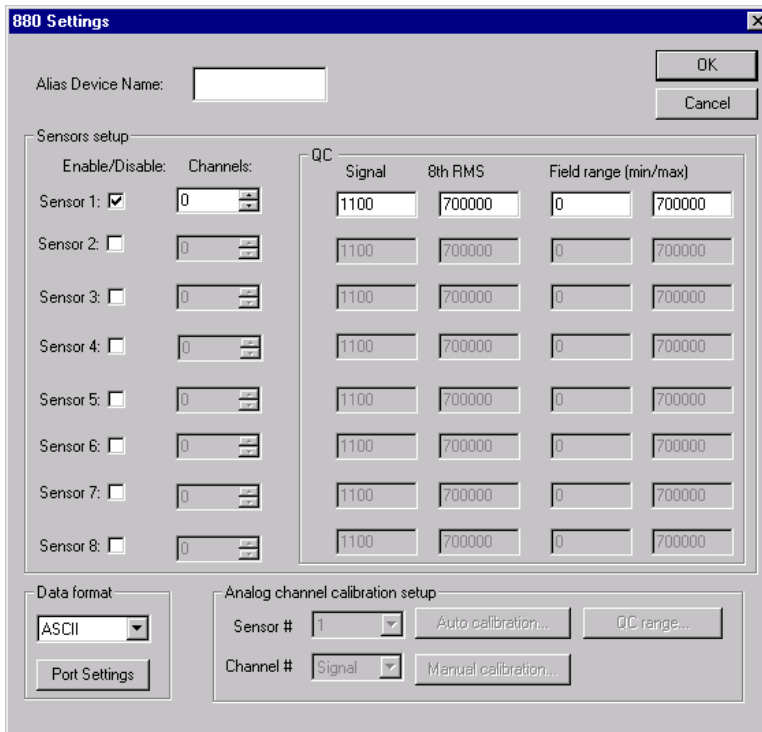 880 Settings
Alias Device Name:
OK
Cancel
Sensors setup
Enable/Disable: Channels:
QC
Signal 8th RMS Field range (min/max)
Sensor 1: 0 1100 700000 0 700000
Sensor 2: 0 1100 700000 0 700000
Sensor 3: 0 1100 700000 0 700000
Sensor 4: 0 1100 700000 0 700000
Sensor 5: 0 1100 700000 0 700000
Sensor 6: 0 1100 700000 0 700000
Sensor 7: 0 1100 700000 0 700000
Sensor 8: 0 1100 700000 0 700000
Data format
ASCII
Port Settings
Analog channel calibration setup
Sensor # 1 Auto calibration... QC range...
Channel # Signal Manual calibration...